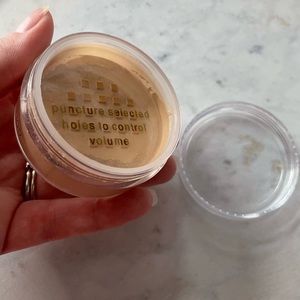 puncture selected
holes to control
volume